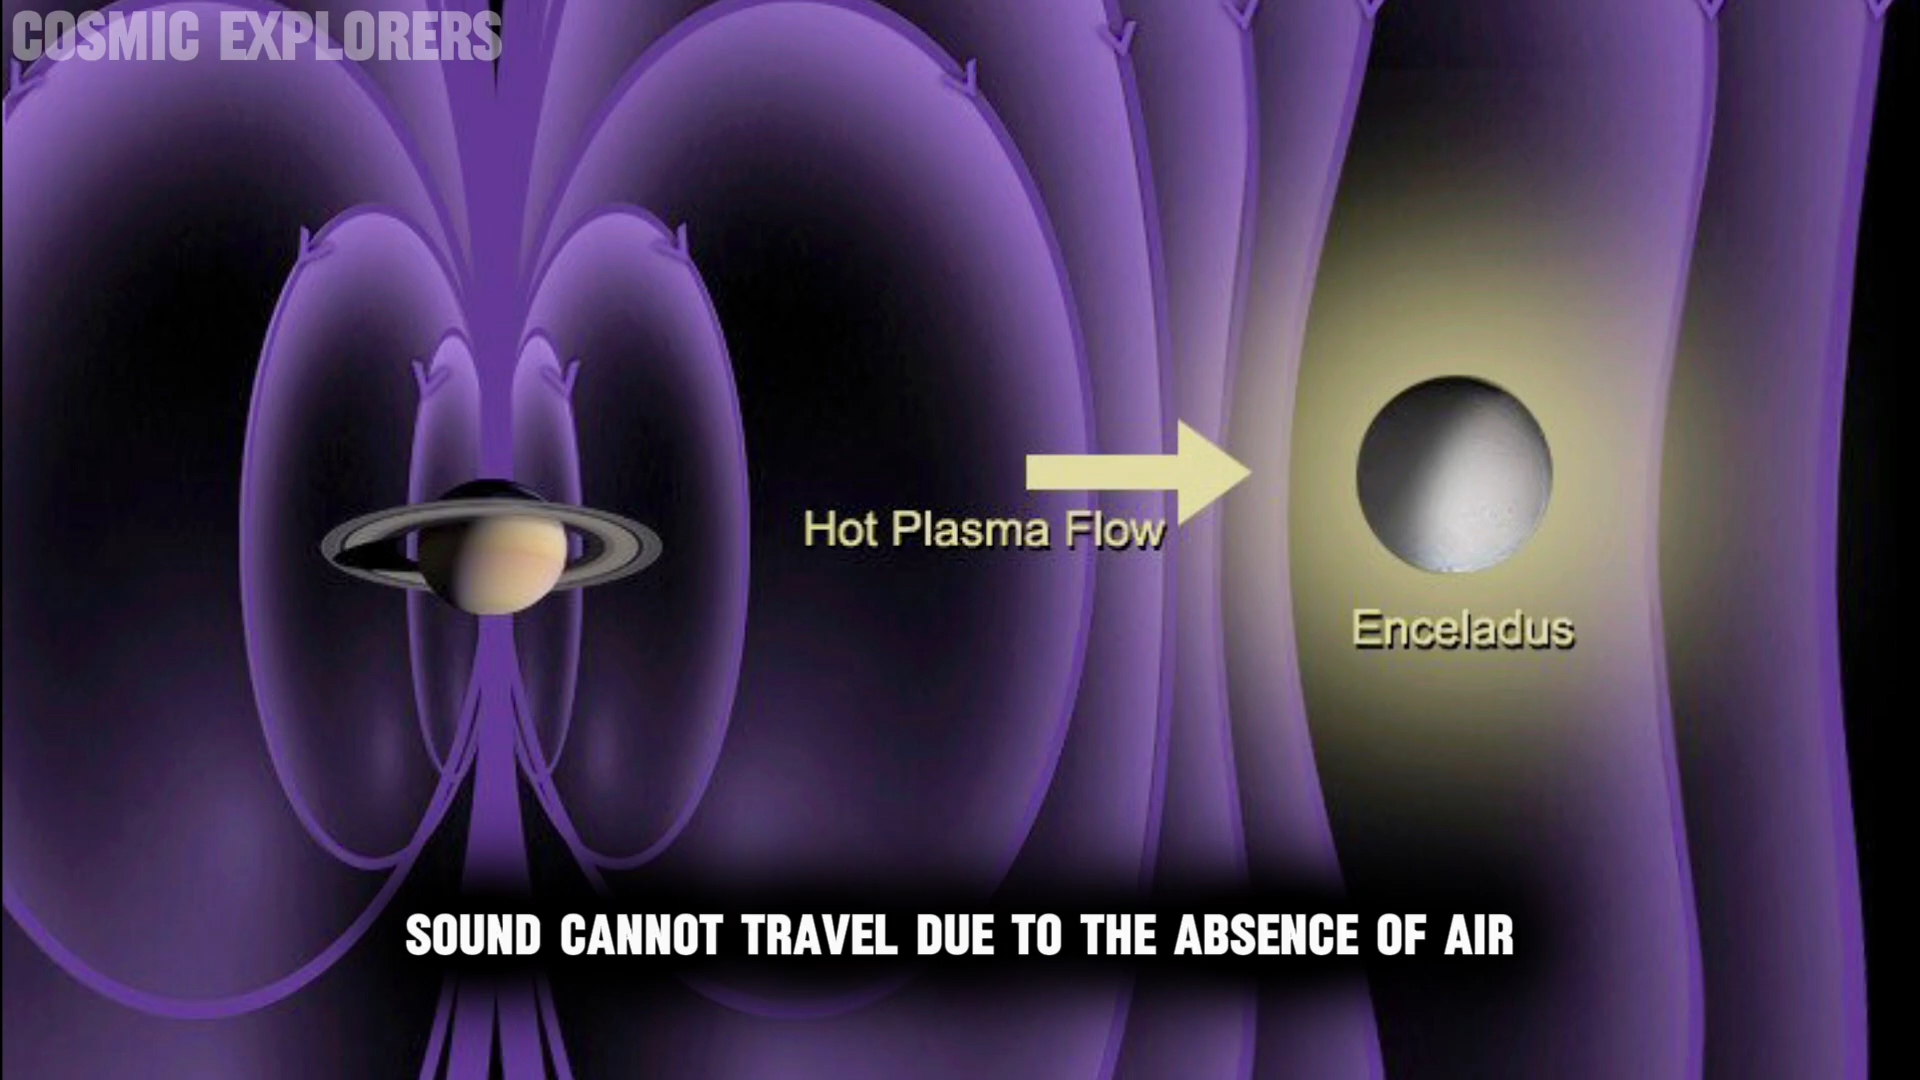 COSMIC EXPLORERS
Hot Plasma Flow
Enceladus
SOUND CANNOT TRAVEL DUE TO THE ABSENCE OF AIR